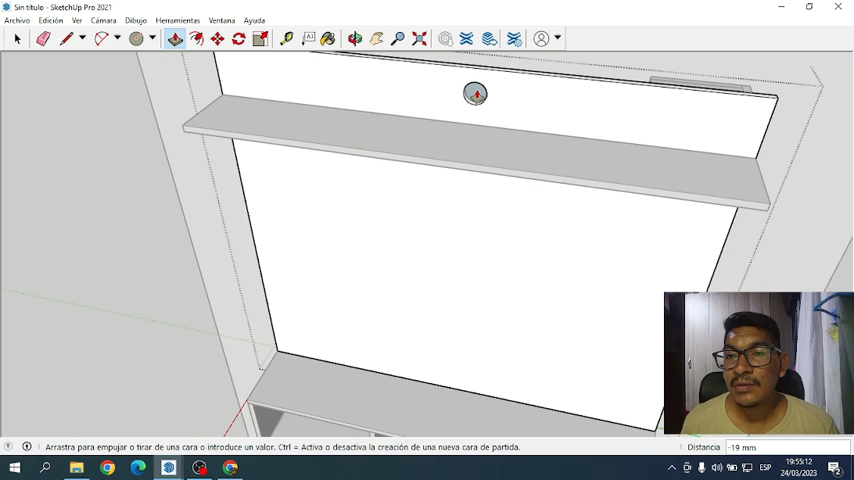 Sin título - SketchUp Pro 2021
Archivo Edición Ver Cámara Dibujo Herramientas Ventana Ayuda
A1
Arrastra para empujar o tirar de una cara o introduce un valor. Ctrl = Activa o desactiva la creación de una nueva cara de partida. Distancia -19 mm
ESP
19:55:12
24/03/2023
2